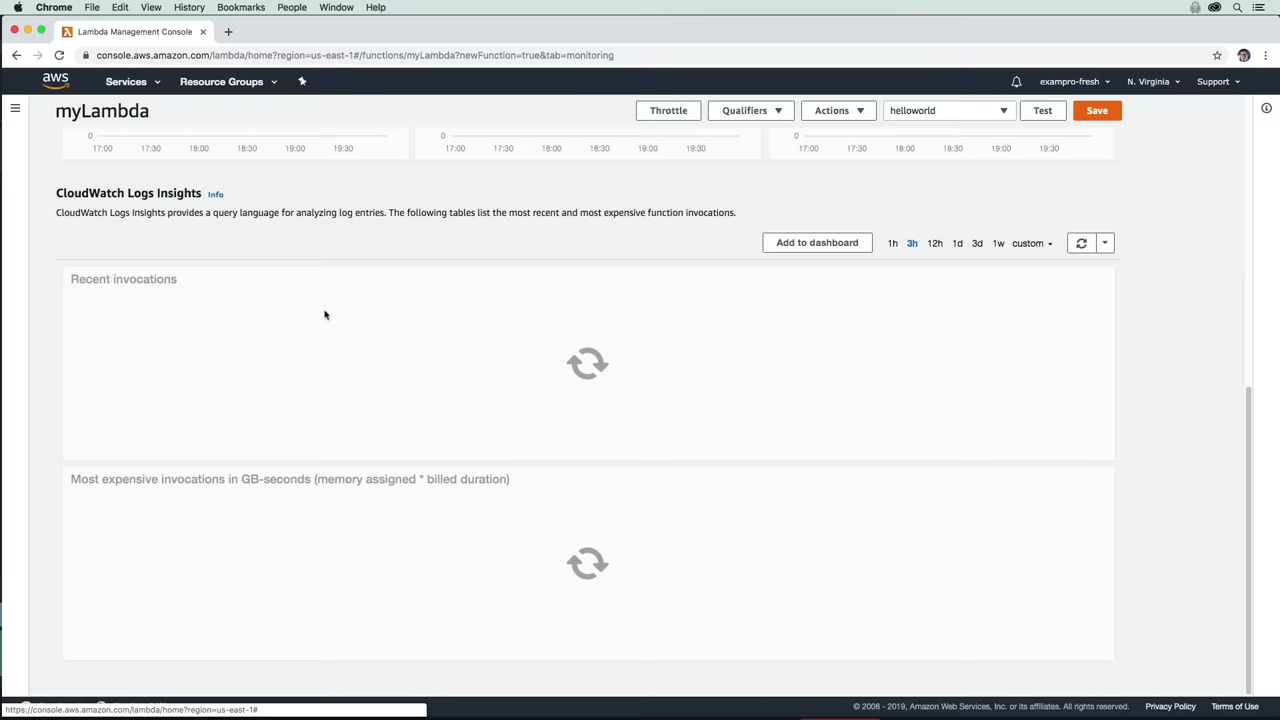 Chrome File Edit View History Bookmarks People Window Help
Lambda Management Console
console.aws.amazon.com/lambda/home?region=us-east-1#/functions/myLambda?newFunction=true&tab=monitoring
aws Services Resource Groups exampro-fresh N. Virginia Support
myLambda Throttle Qualifiers Actions helloworld Test Save
0 0 0
17:00 17:30 18:00 18:30 19:00 19:30 17:00 17:30 18:00 18:30 19:00 19:30 17:00 17:30 18:00 18:30 19:00 19:30
CloudWatch Logs Insights Info
CloudWatch Logs Insights provides a query language for analyzing log entries. The following tables list the most recent and most expensive function invocations.
Add to dashboard 1h 3h 12h 1d 3d 1w custom
Recent invocations
Most expensive invocations in GB-seconds (memory assigned * billed duration)
https://console.aws.amazon.com/lambda/home?region=us-east-1# © 2008 - 2019, Amazon Web Services, Inc. or its affiliates. All rights reserved. Privacy Policy Terms of Use